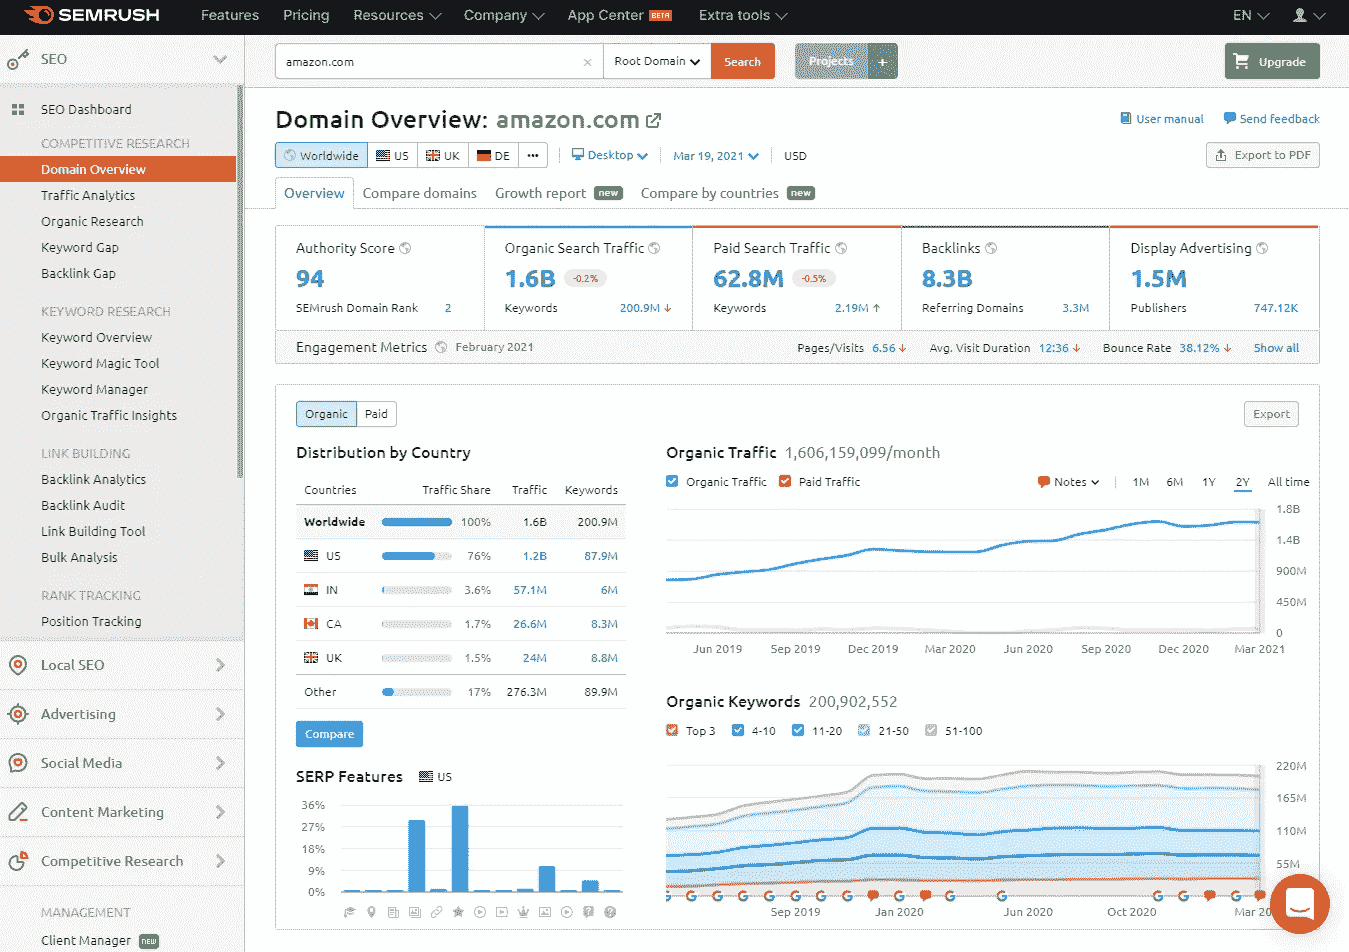 SEMRUSH Features Pricing Resources Company App Center BETA Extra tools EN
SEO
amazon.com × Root Domain Search Projects + Upgrade
SEO Dashboard
COMPETITIVE RESEARCH
Domain Overview
Traffic Analytics
Organic Research
Keyword Gap
Backlink Gap
KEYWORD RESEARCH
Keyword Overview
Keyword Magic Tool
Keyword Manager
Organic Traffic Insights
LINK BUILDING
Backlink Analytics
Backlink Audit
Link Building Tool
Bulk Analysis
RANK TRACKING
Position Tracking
Local SEO
Advertising
Social Media
Content Marketing
Competitive Research
MANAGEMENT
Client Manager NEW
Domain Overview: amazon.com
User manual Send feedback
Worldwide US UK DE ... Desktop Mar 19, 2021 USD
Export to PDF
Overview Compare domains Growth report new Compare by countries new
Authority Score
94
SEMrush Domain Rank 2
Organic Search Traffic
1.6B -0.2%
Keywords 200.9M ↓
Paid Search Traffic
62.8M -0.5%
Keywords 2.19M ↑
Backlinks
8.3B
Referring Domains 3.3M
Display Advertising
1.5M
Publishers 747.12K
Engagement Metrics February 2021 Pages/Visits 6.56 ↓ Avg. Visit Duration 12:36 ↓ Bounce Rate 38.12% ↓ Show all
Organic Paid Export
Distribution by Country
Countries Traffic Share Traffic Keywords
Worldwide 100% 1.6B 200.9M
US 76% 1.2B 87.9M
IN 3.6% 57.1M 6M
CA 1.7% 26.6M 8.3M
UK 1.5% 24M 8.8M
Other 17% 276.3M 89.9M
Compare
SERP Features US
36%
27%
18%
9%
0%
Organic Traffic 1,606,159,099/month
Organic Traffic Paid Traffic Notes 1M 6M 1Y 2Y All time
1.8B
1.4B
900M
450M
0
Jun 2019 Sep 2019 Dec 2019 Mar 2020 Jun 2020 Sep 2020 Dec 2020 Mar 2021
Organic Keywords 200,902,552
Top 3 4-10 11-20 21-50 51-100
220M
165M
110M
55M
Sep 2019 Jan 2020 Jun 2020 Oct 2020 Mar 20